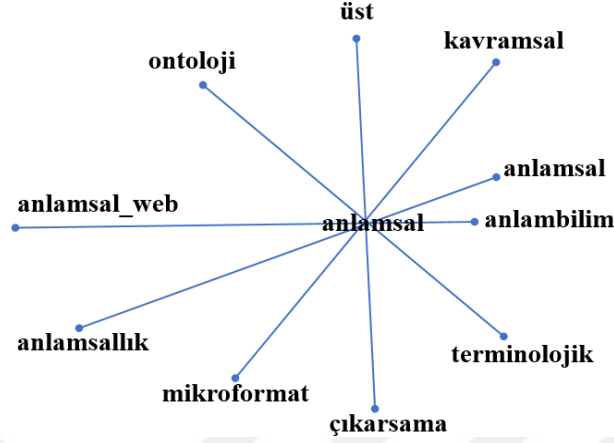 üst
kavramsal
ontoloji
anlamsal
anlamsal_web
anlamsal
anlambilim
anlamsallık
terminolojik
mikroformat
çıkarsama